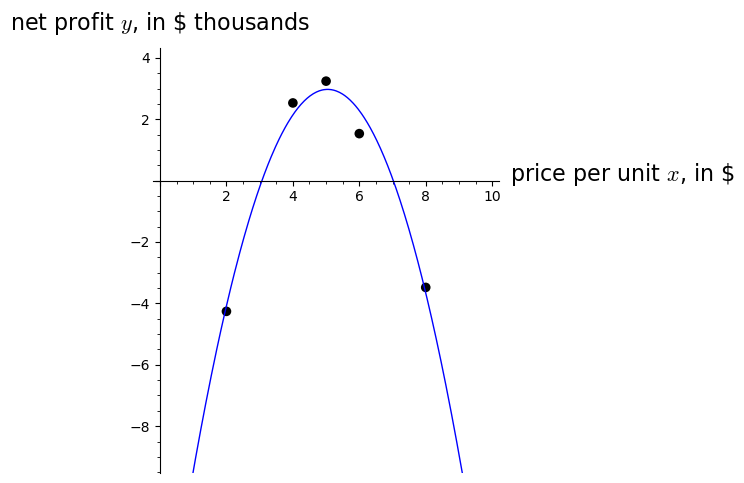 net profit y, in $ thousands
4
2
price per unit x, in $
2 4 6 8 10
−2
−4
−6
−8